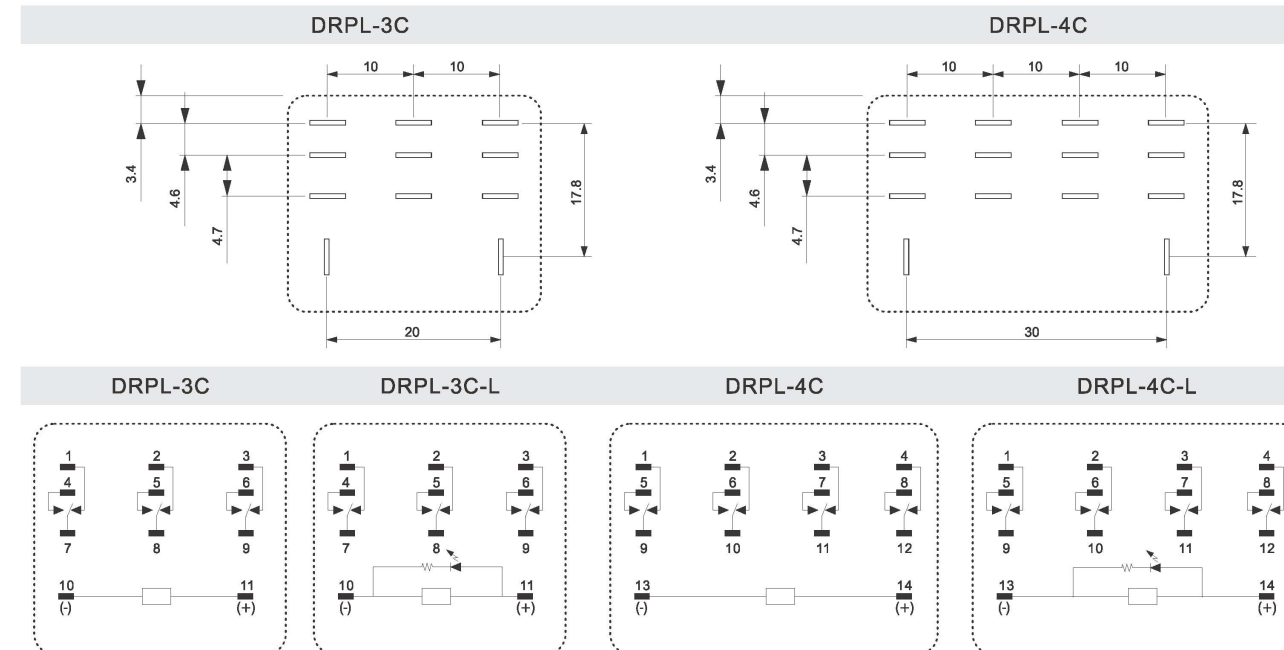 DRPL-3C DRPL-4C
10 10 10 10 10
3.4 4.6 4.7 17.8 3.4 4.6 4.7 17.8
20 30
DRPL-3C DRPL-3C-L DRPL-4C DRPL-4C-L
1 2 3 1 2 3 1 2 3 4 1 2 3 4
4 5 6 4 5 6 5 6 7 8 5 6 7 8
7 8 9 7 8 9 9 10 11 12 9 10 11 12
10 11 10 11 13 14 13 14
(-) (+) (-) (+) (-) (+) (-) (+)